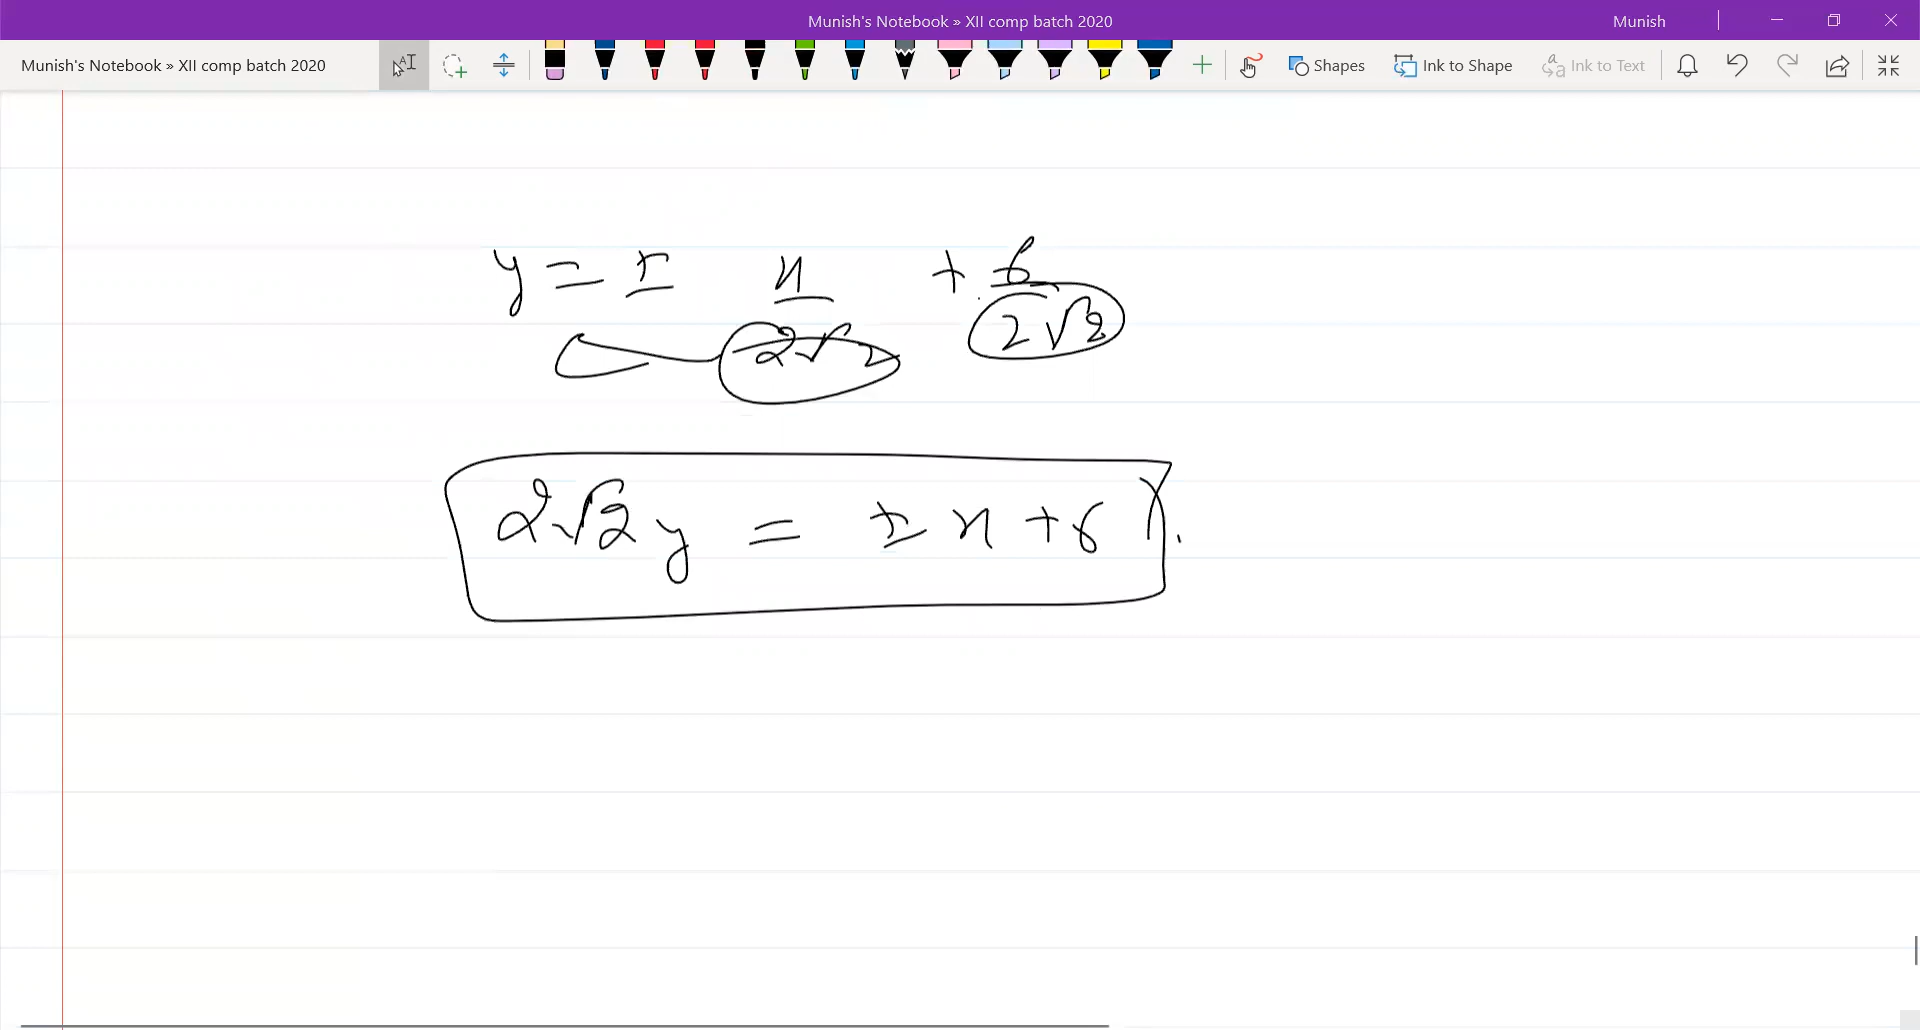 Munish's Notebook » XII comp batch 2020
Munish
Munish's Notebook » XII comp batch 2020
Shapes
Ink to Shape
Ink to Text
y = ± x/2√2 + 6/2√2
2√2 y = ± x + 6